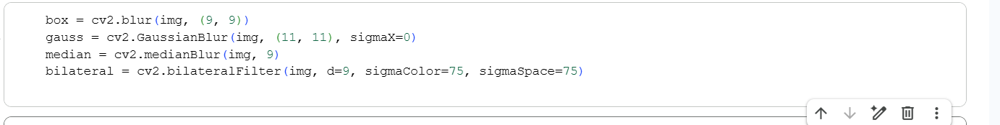 box = cv2.blur(img, (9, 9))
gauss = cv2.GaussianBlur(img, (11, 11), sigmaX=0)
median = cv2.medianBlur(img, 9)
bilateral = cv2.bilateralFilter(img, d=9, sigmaColor=75, sigmaSpace=75)